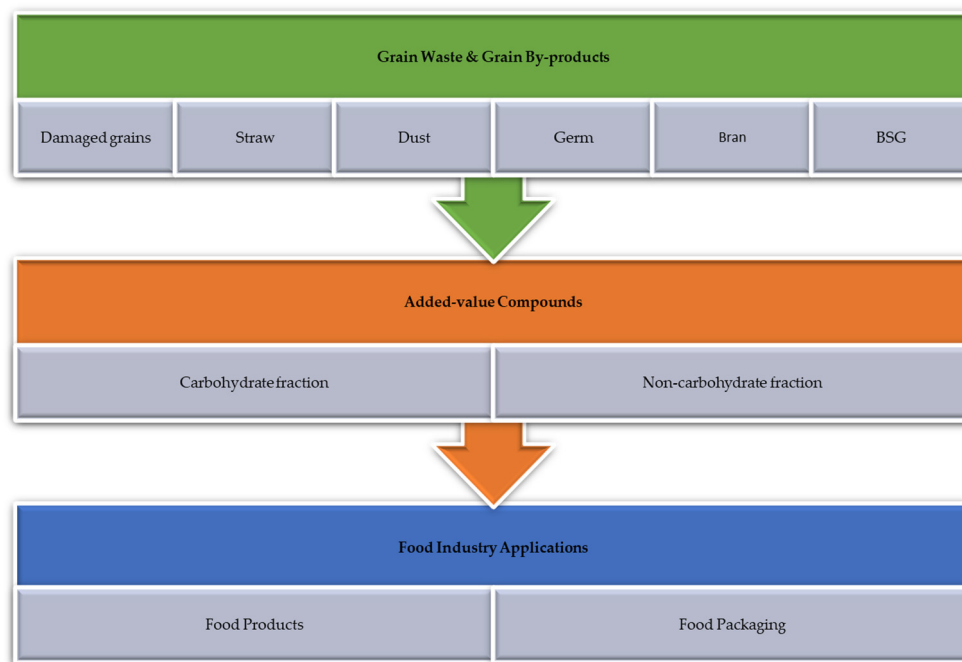 Grain Waste & Grain By-products
Damaged grains
Straw
Dust
Germ
Bran
BSG
Added-value Compounds
Carbohydrate fraction
Non-carbohydrate fraction
Food Industry Applications
Food Products
Food Packaging